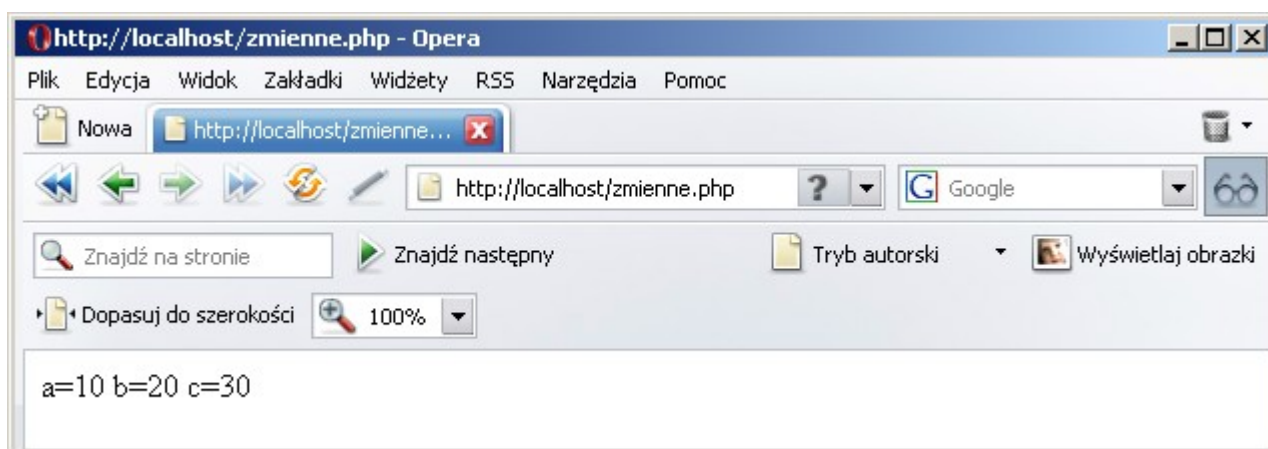 http://localhost/zmienne.php - Opera
Plik Edycja Widok Zakładki Widżety RSS Narzędzia Pomoc
Nowa http://localhost/zmienne...
http://localhost/zmienne.php ? G Google
Znajdź na stronie Znajdź następny Tryb autorski Wyświetlaj obrazki
Dopasuj do szerokości 100%
a=10 b=20 c=30